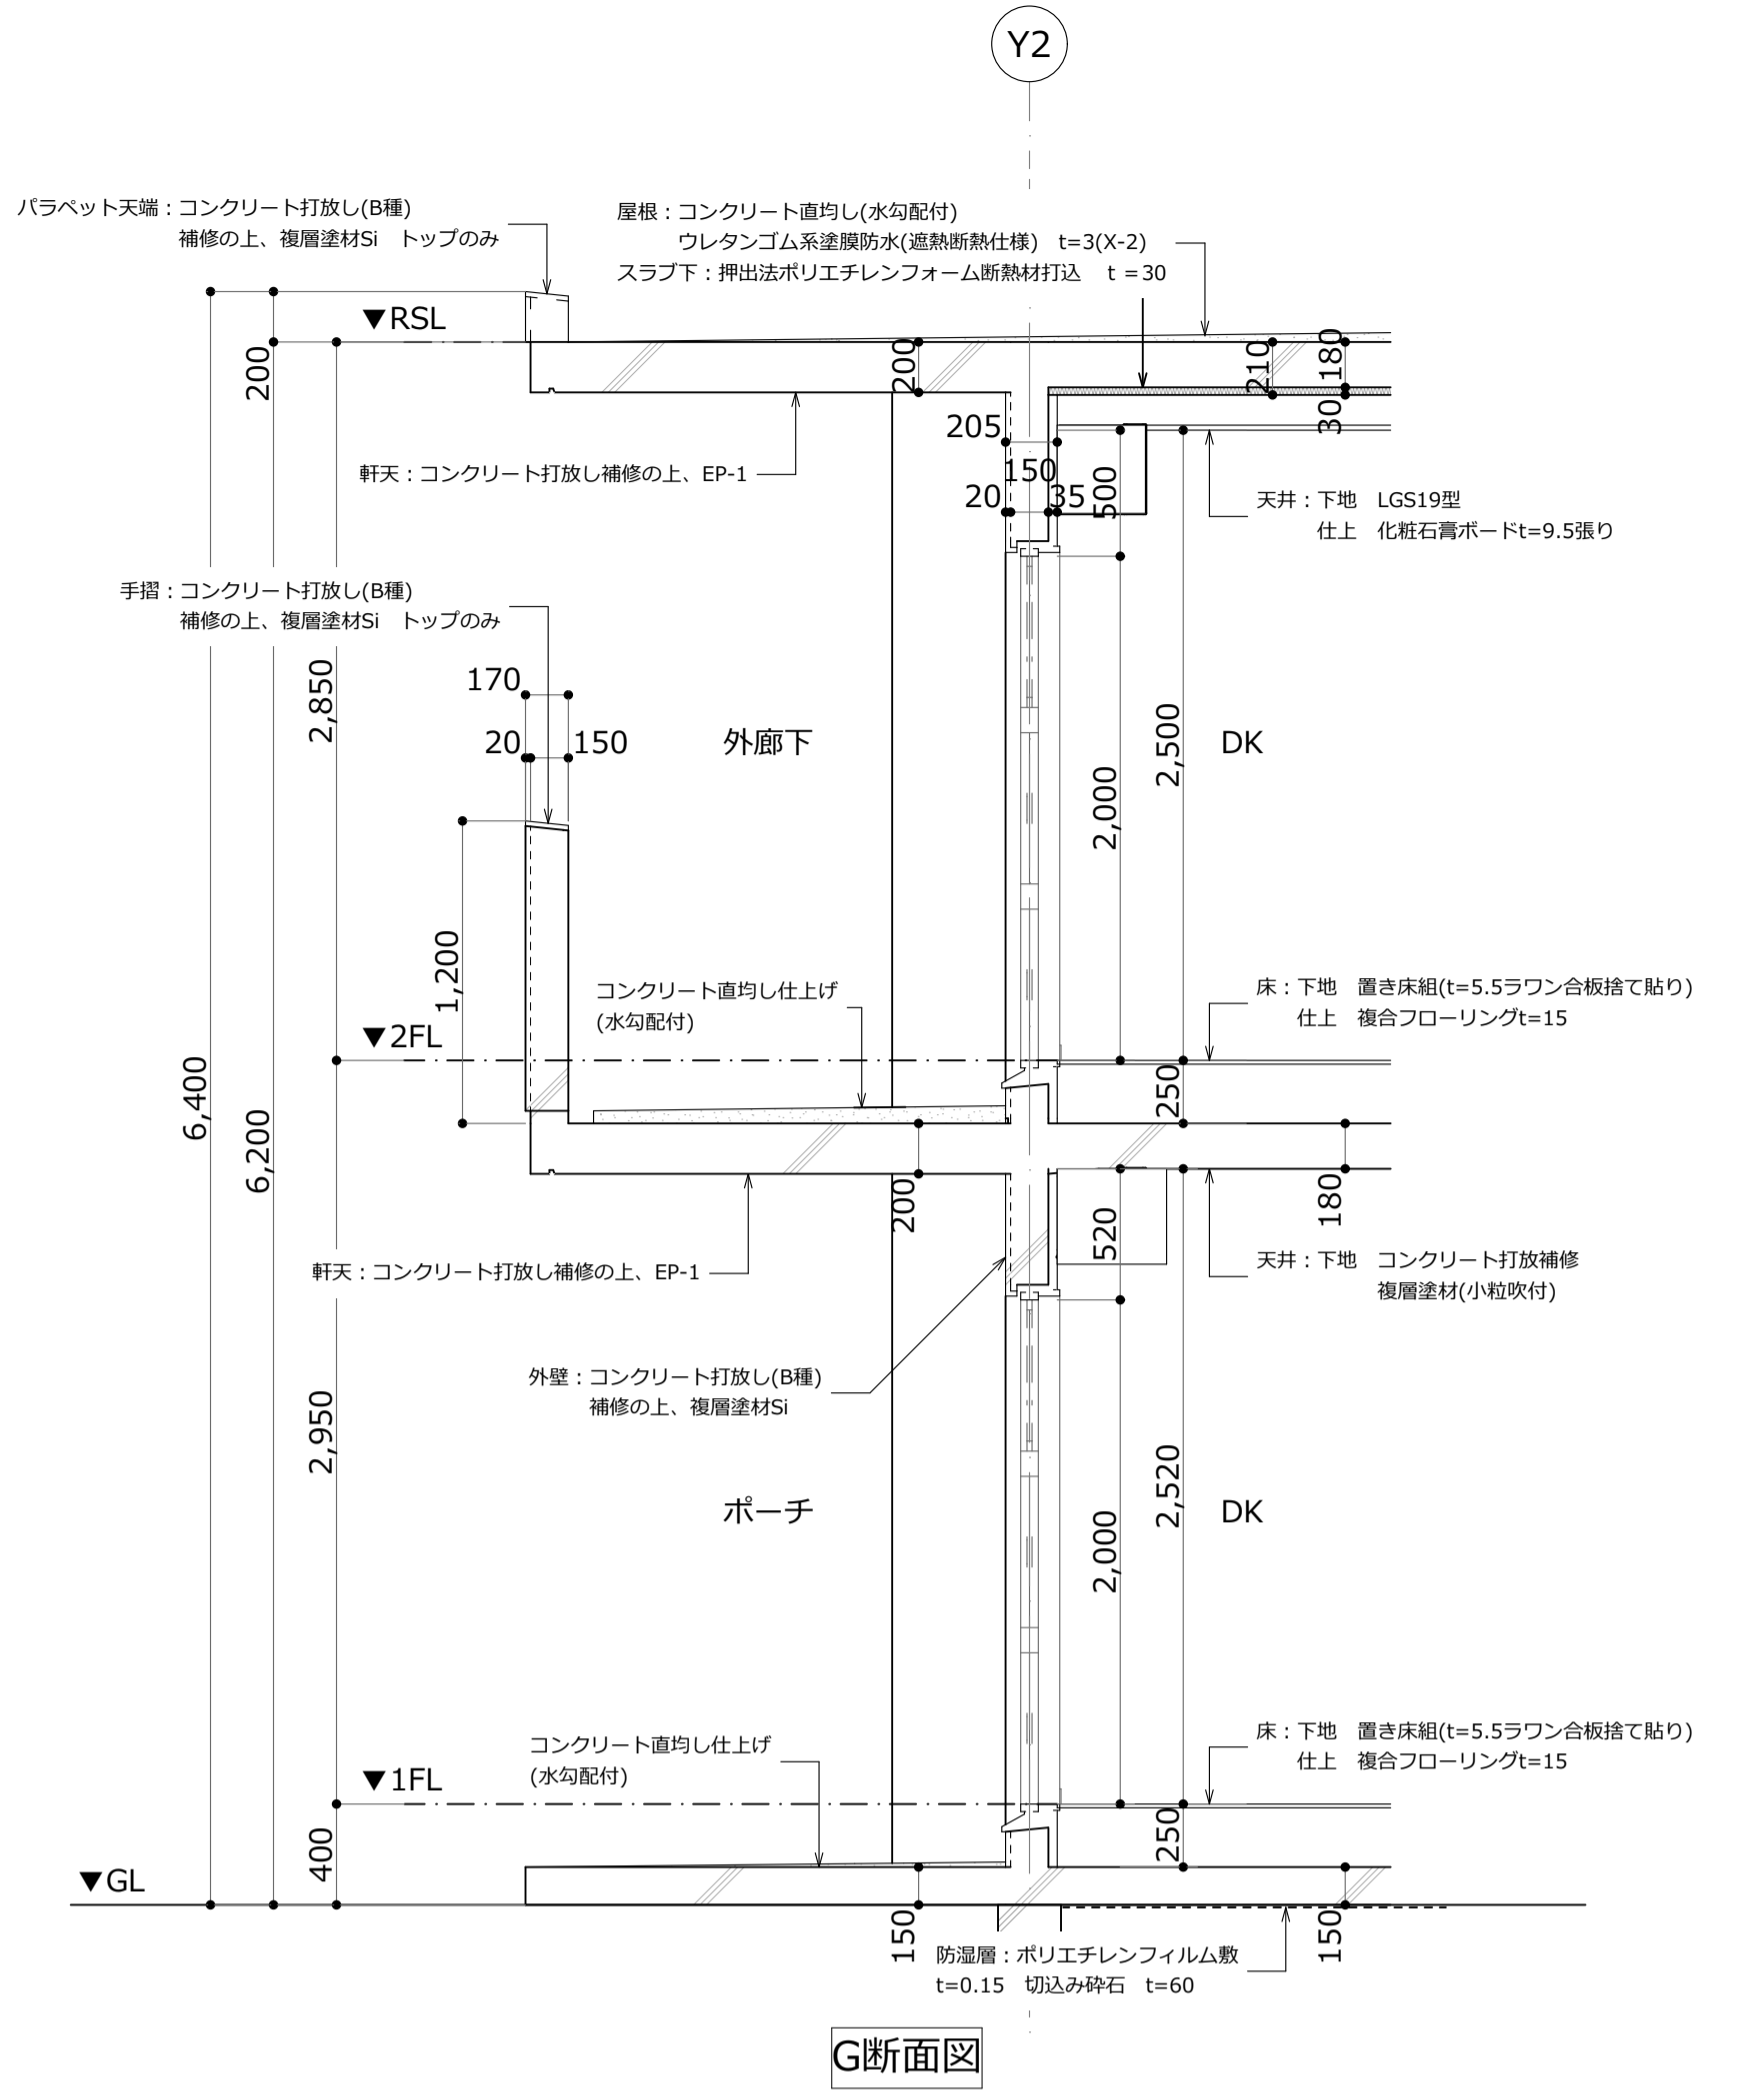 Y2
パラペット天端：コンクリート打放し(B種)
補修の上、複層塗材Si　トップのみ
屋根：コンクリート直均し(水勾配付)
ウレタンゴム系塗膜防水(遮熱断熱仕様)　t=3(X-2)
スラブ下：押出法ポリエチレンフォーム断熱材打込　t＝30
▼RSL
200
200
210
180
30
205
150
20
35
500
軒天：コンクリート打放し補修の上、EP-1
天井：下地　LGS19型
仕上　化粧石膏ボードt=9.5張り
手摺：コンクリート打放し(B種)
補修の上、複層塗材Si　トップのみ
2,850
170
20
150
外廊下
2,000
2,500
DK
1,200
コンクリート直均し仕上げ
(水勾配付)
床：下地　置き床組(t=5.5ラワン合板捨て貼り)
仕上　複合フローリングt=15
▼2FL
6,400
6,200
250
200
520
180
軒天：コンクリート打放し補修の上、EP-1
天井：下地　コンクリート打放補修
複層塗材(小粒吹付)
外壁：コンクリート打放し(B種)
補修の上、複層塗材Si
2,950
ポーチ
2,000
2,520
DK
コンクリート直均し仕上げ
(水勾配付)
床：下地　置き床組(t=5.5ラワン合板捨て貼り)
仕上　複合フローリングt=15
▼1FL
400
250
▼GL
150
150
防湿層：ポリエチレンフィルム敷
t=0.15　切込み砕石　t=60
G断面図